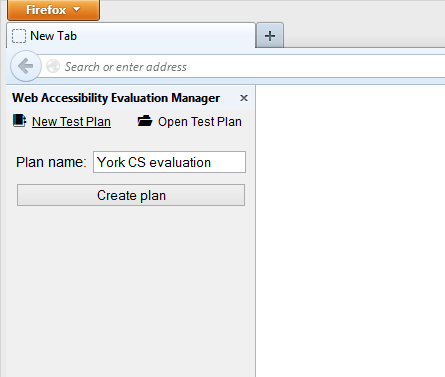 Firefox
New Tab
Search or enter address
Web Accessibility Evaluation Manager
New Test Plan Open Test Plan
Plan name: York CS evaluation
Create plan